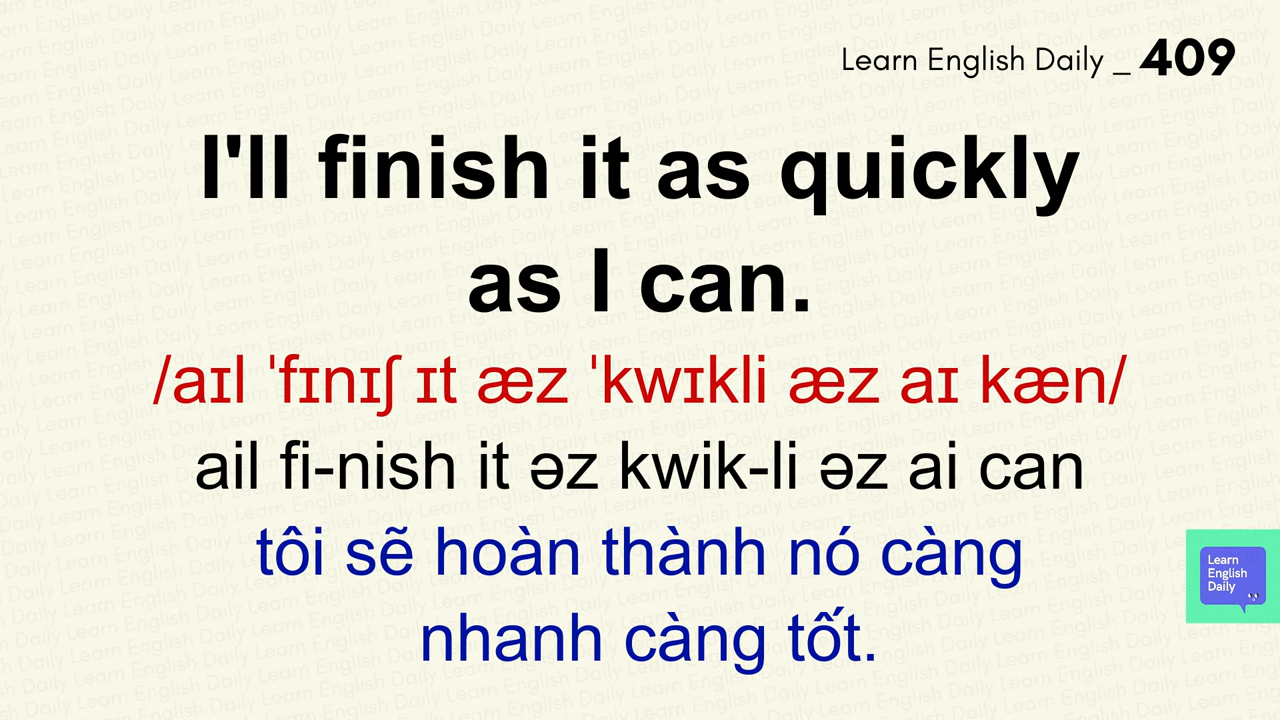 Learn English Daily _ 409
I'll finish it as quickly
as I can.
/aɪl ˈfɪnɪʃ ɪt æz ˈkwɪkli æz aɪ kæn/
ail fi-nish it əz kwik-li əz ai can
tôi sẽ hoàn thành nó càng
nhanh càng tốt.
Learn
English
Daily